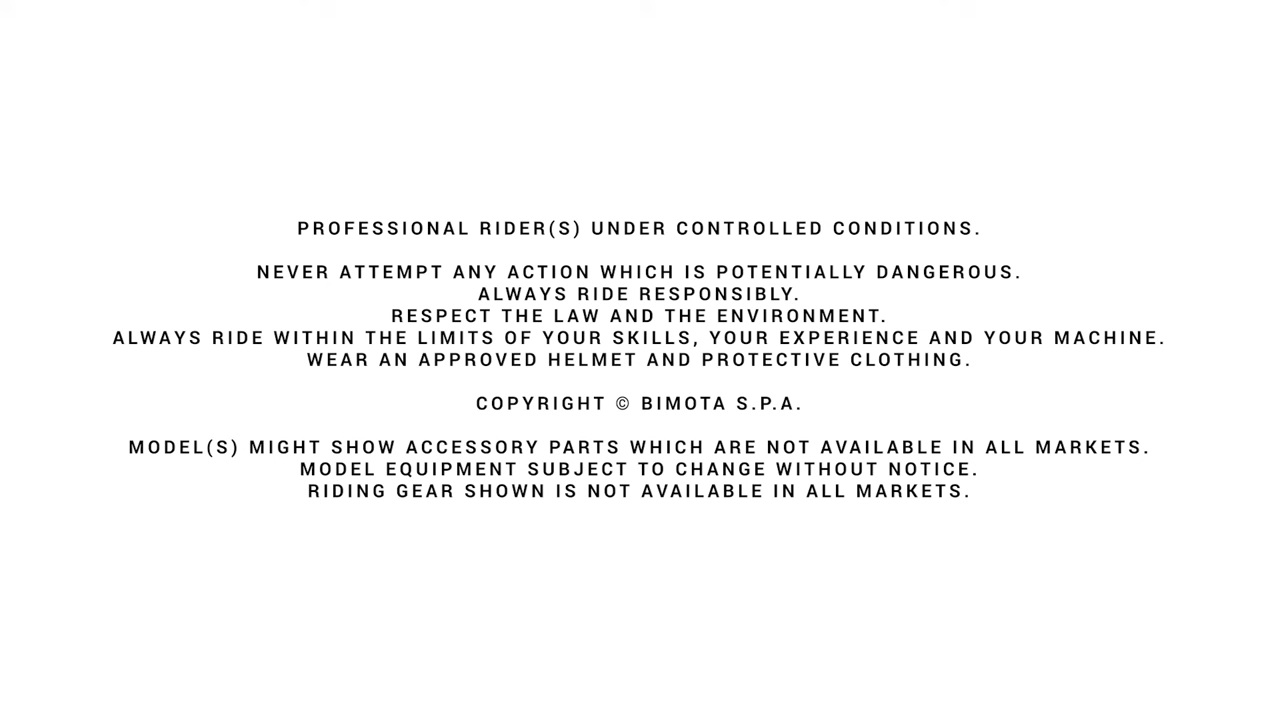 PROFESSIONAL RIDER(S) UNDER CONTROLLED CONDITIONS.
NEVER ATTEMPT ANY ACTION WHICH IS POTENTIALLY DANGEROUS.
ALWAYS RIDE RESPONSIBLY.
RESPECT THE LAW AND THE ENVIRONMENT.
ALWAYS RIDE WITHIN THE LIMITS OF YOUR SKILLS, YOUR EXPERIENCE AND YOUR MACHINE.
WEAR AN APPROVED HELMET AND PROTECTIVE CLOTHING.
COPYRIGHT © BIMOTA S.P.A.
MODEL(S) MIGHT SHOW ACCESSORY PARTS WHICH ARE NOT AVAILABLE IN ALL MARKETS.
MODEL EQUIPMENT SUBJECT TO CHANGE WITHOUT NOTICE.
RIDING GEAR SHOWN IS NOT AVAILABLE IN ALL MARKETS.